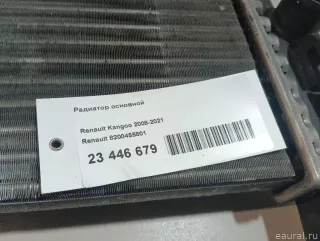 Радиатор основной
Renault Kangoo 2008-2021
Renault 8200455801
23 446 679
eaural.ru